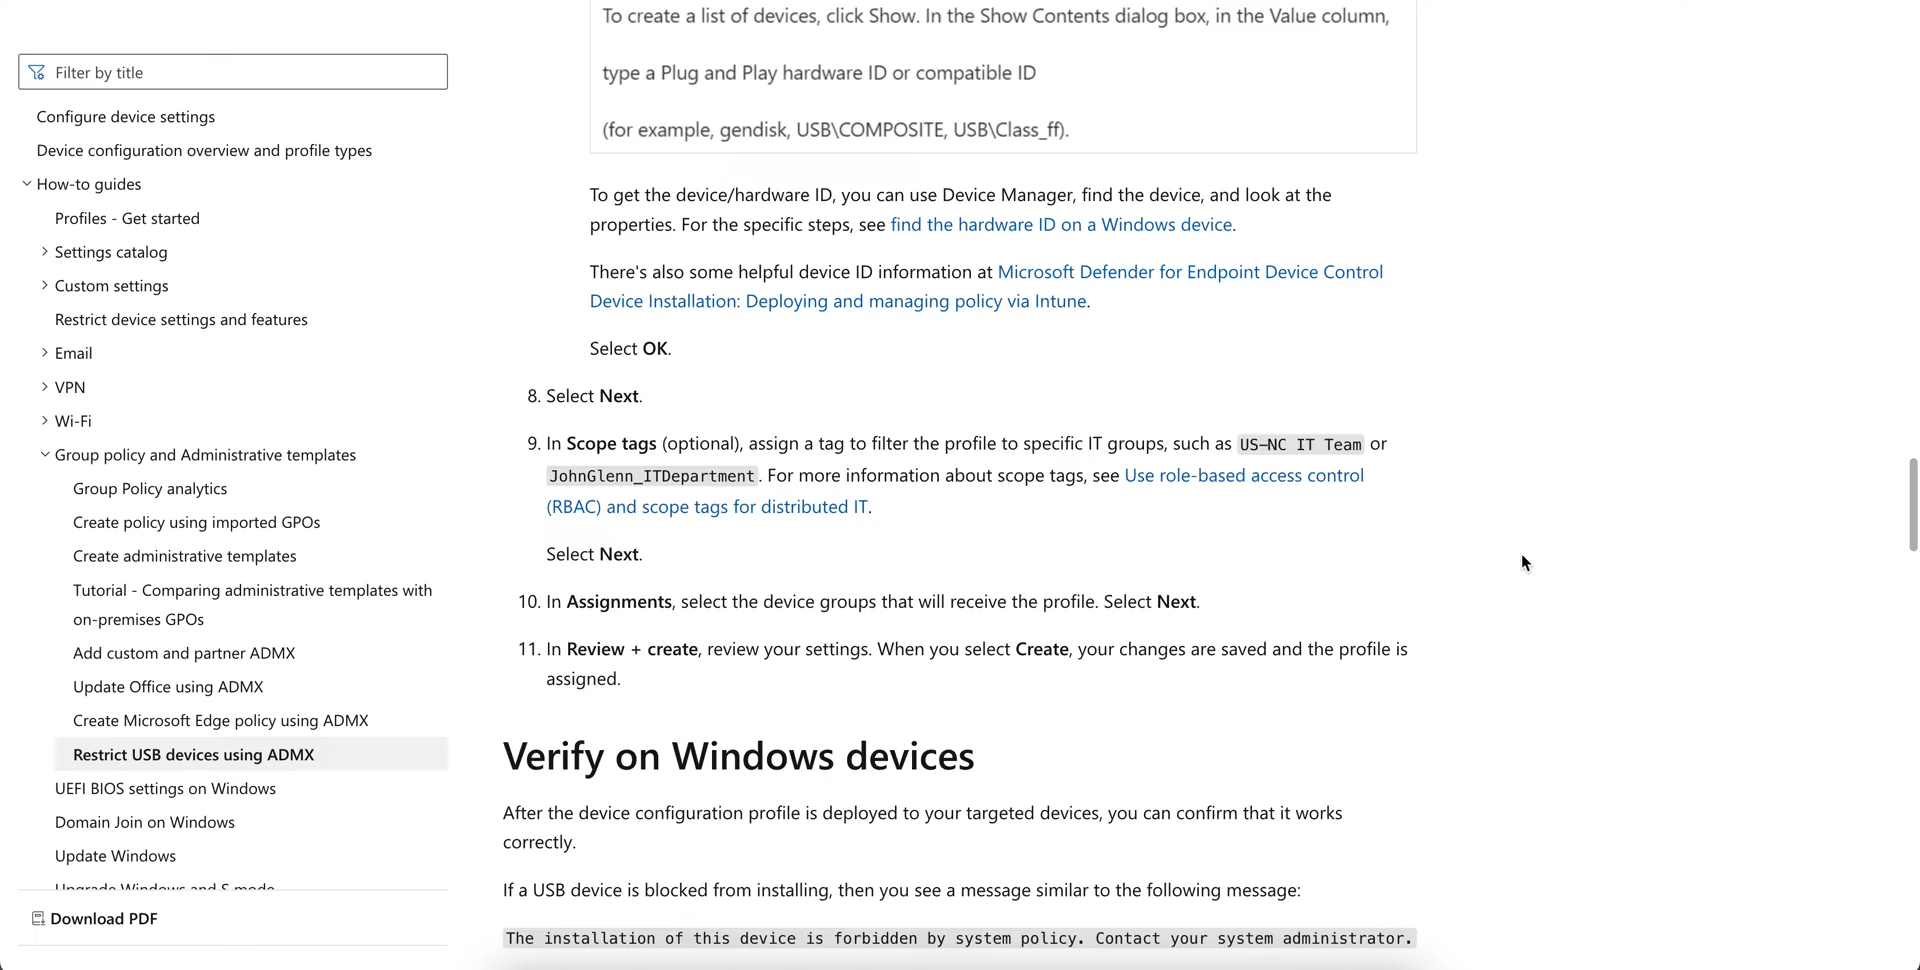 Filter by title
Configure device settings
Device configuration overview and profile types
How-to guides
Profiles - Get started
Settings catalog
Custom settings
Restrict device settings and features
Email
VPN
Wi-Fi
Group policy and Administrative templates
Group Policy analytics
Create policy using imported GPOs
Create administrative templates
Tutorial - Comparing administrative templates with
on-premises GPOs
Add custom and partner ADMX
Update Office using ADMX
Create Microsoft Edge policy using ADMX
Restrict USB devices using ADMX
UEFI BIOS settings on Windows
Domain Join on Windows
Update Windows
Upgrade Windows and S mode
Download PDF
To create a list of devices, click Show. In the Show Contents dialog box, in the Value column,
type a Plug and Play hardware ID or compatible ID
(for example, gendisk, USB\COMPOSITE, USB\Class_ff).
To get the device/hardware ID, you can use Device Manager, find the device, and look at the
properties. For the specific steps, see find the hardware ID on a Windows device.
There's also some helpful device ID information at Microsoft Defender for Endpoint Device Control
Device Installation: Deploying and managing policy via Intune.
Select OK.
8. Select Next.
9. In Scope tags (optional), assign a tag to filter the profile to specific IT groups, such as US-NC IT Team or
JohnGlenn_ITDepartment. For more information about scope tags, see Use role-based access control
(RBAC) and scope tags for distributed IT.
Select Next.
10. In Assignments, select the device groups that will receive the profile. Select Next.
11. In Review + create, review your settings. When you select Create, your changes are saved and the profile is
assigned.
Verify on Windows devices
After the device configuration profile is deployed to your targeted devices, you can confirm that it works
correctly.
If a USB device is blocked from installing, then you see a message similar to the following message:
The installation of this device is forbidden by system policy. Contact your system administrator.